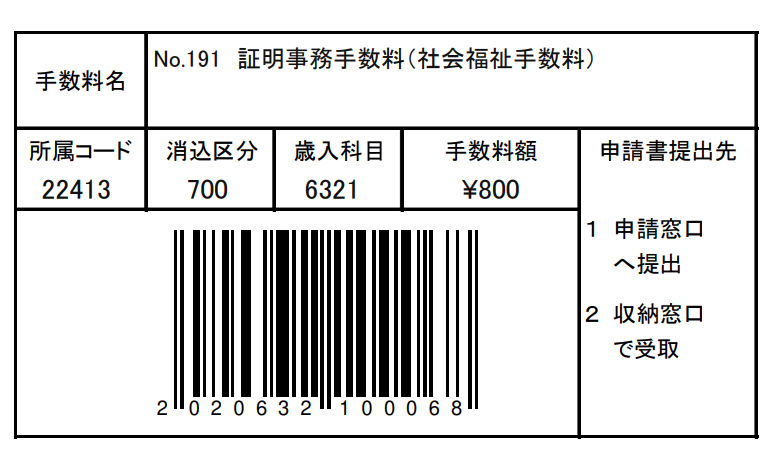 手数料名
No.191 証明事務手数料（社会福祉手数料）
所属コード 消込区分 歳入科目 手数料額 申請書提出先
22413 700 6321 ¥800
1 申請窓口
へ提出
2 収納窓口
で受取
2 020632 100068